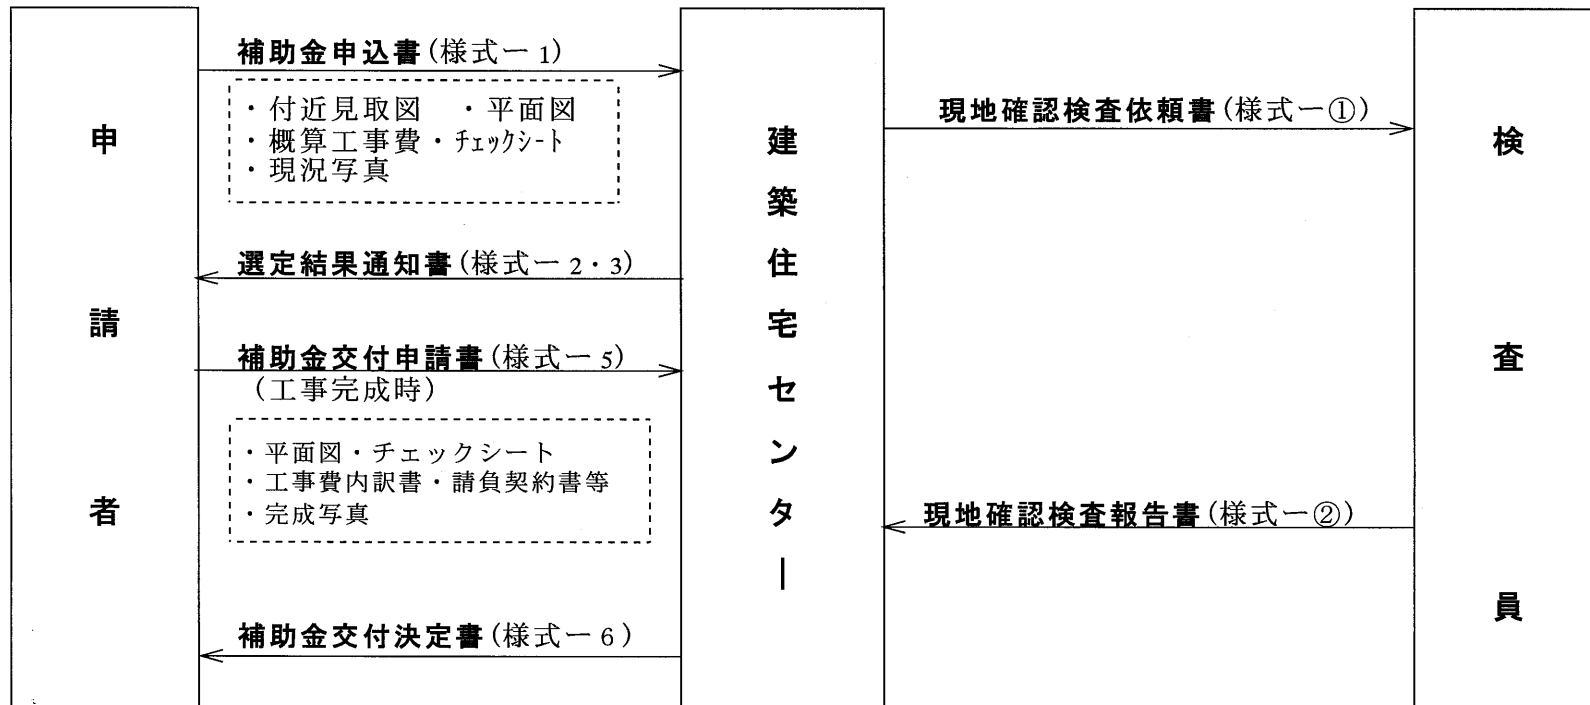 申請者
補助金申込書(様式ー1)
・付近見取図　・平面図
・概算工事費・ﾁｪｯｸｼｰﾄ
・現況写真
選定結果通知書(様式ー2・3)
補助金交付申請書(様式ー5)
(工事完成時)
・平面図・チェックシート
・工事費内訳書・請負契約書等
・完成写真
補助金交付決定書(様式ー6)
建築住宅センター
現地確認検査依頼書(様式ー①)
現地確認検査報告書(様式ー②)
検査員